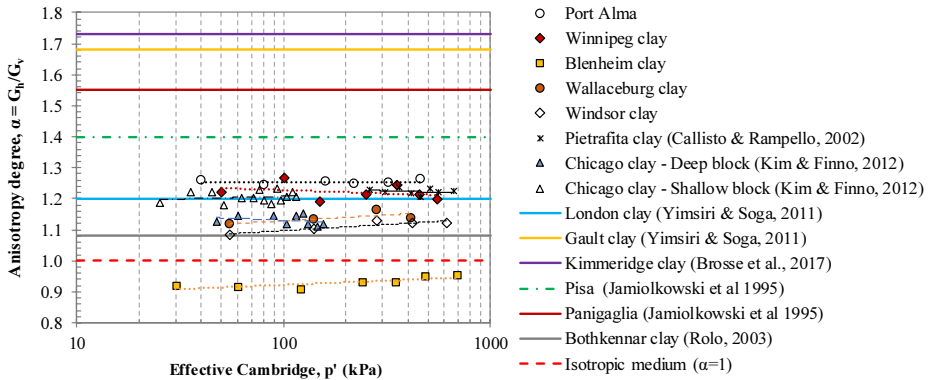 1.8
1.7
1.6
1.5
1.4
1.3
1.2
1.1
1.0
0.9
0.8
Anisotropy degree, α = Gh/Gv
10
100
1000
Effective Cambridge, p' (kPa)
Port Alma
Winnipeg clay
Blenheim clay
Wallaceburg clay
Windsor clay
Pietrafita clay (Callisto & Rampello, 2002)
Chicago clay - Deep block (Kim & Finno, 2012)
Chicago clay - Shallow block (Kim & Finno, 2012)
London clay (Yimsiri & Soga, 2011)
Gault clay (Yimsiri & Soga, 2011)
Kimmeridge clay (Brosse et al., 2017)
Pisa (Jamiolkowski et al 1995)
Panigaglia (Jamiolkowski et al 1995)
Bothkennar clay (Rolo, 2003)
Isotropic medium (α=1)